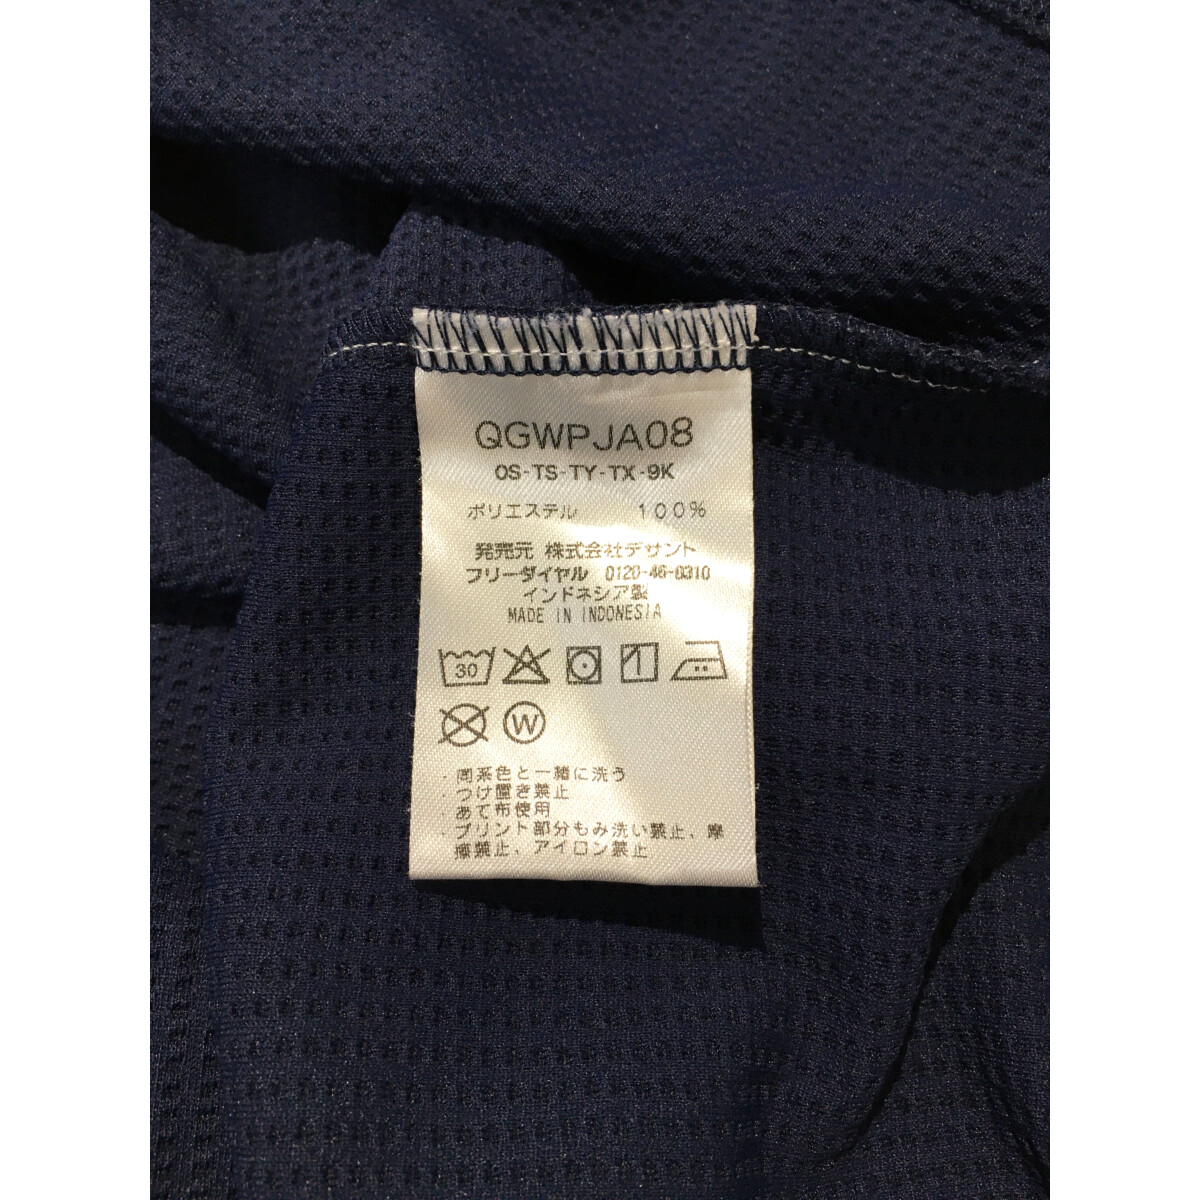 QGWPJA08
OS-TS-TY-TX-9K
ポリエステル 100%
発売元 株式会社デサント
フリーダイヤル 0120-46-0310
インドネシア製
MADE IN INDONESIA
30
W
・同系色と一緒に洗う
・つけ置き禁止
・あて布使用
・プリント部分もみ洗い禁止、摩
擦禁止、アイロン禁止